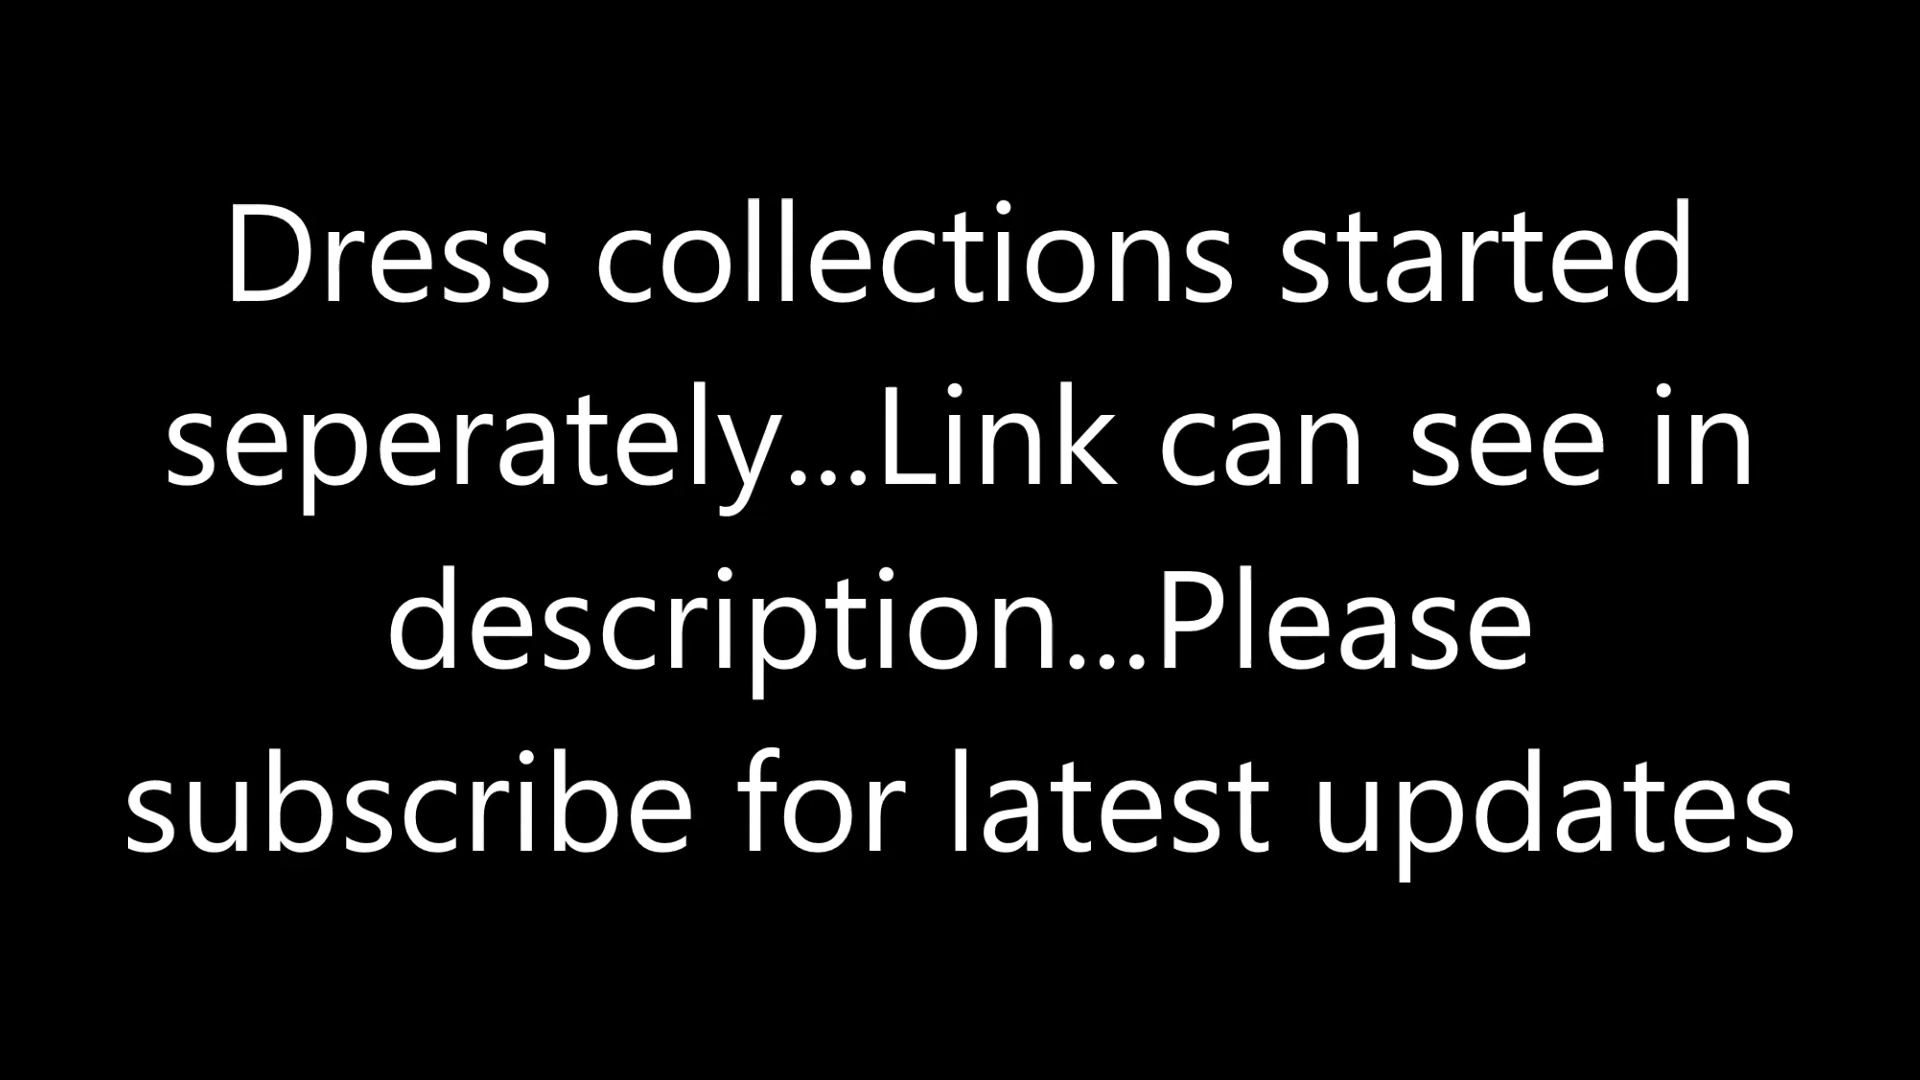 Dress collections started
seperately...Link can see in
description...Please
subscribe for latest updates